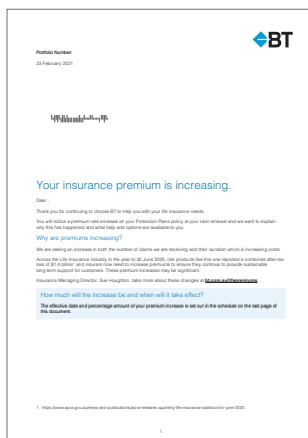 BT
Portfolio Number:
23 February 2021
Your insurance premium is increasing.
Dear ,
Thank you for continuing to choose BT to help you with your life insurance needs.
You will notice a premium rate increase on your Protection Plans policy at your next renewal and we want to explain
why this has happened and what help and options are available to you.
Why are premiums increasing?
We are seeing an increase in both the number of claims we are receiving and their duration which is increasing costs.
Across the Life Insurance industry in the year to 30 June 2020, risk products like this one reported a combined after-tax
loss of $1.4 billion¹ and insurers now need to increase premiums to ensure they continue to provide sustainable
long-term support for customers. These premium increases may be significant.
Insurance Managing Director, Sue Houghton, talks more about these changes at bt.com.au/lifepremiums
How much will the increase be and when will it take effect?
The effective date and percentage amount of your premium increase is set out in the schedule on the last page of
this document.
1 https://www.apra.gov.au/news-and-publications/apra-releases-quarterly-life-insurance-statistics-for-june-2020
1